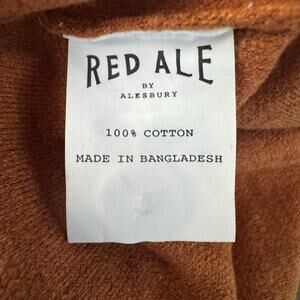 RED ALE
BY
ALESBURY
100% COTTON
MADE IN BANGLADESH